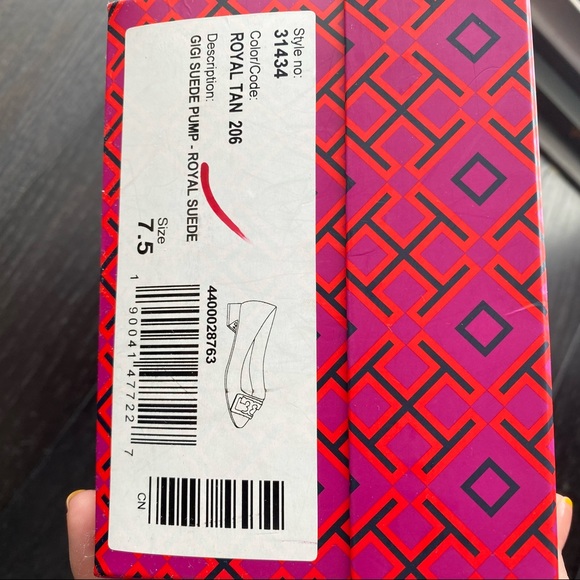 Style no:
31434
Color/Code:
ROYAL TAN 206
Description:
GIGI SUEDE PUMP - ROYAL SUEDE
Size
7.5
1 90041 47722 7
4400028763
CN